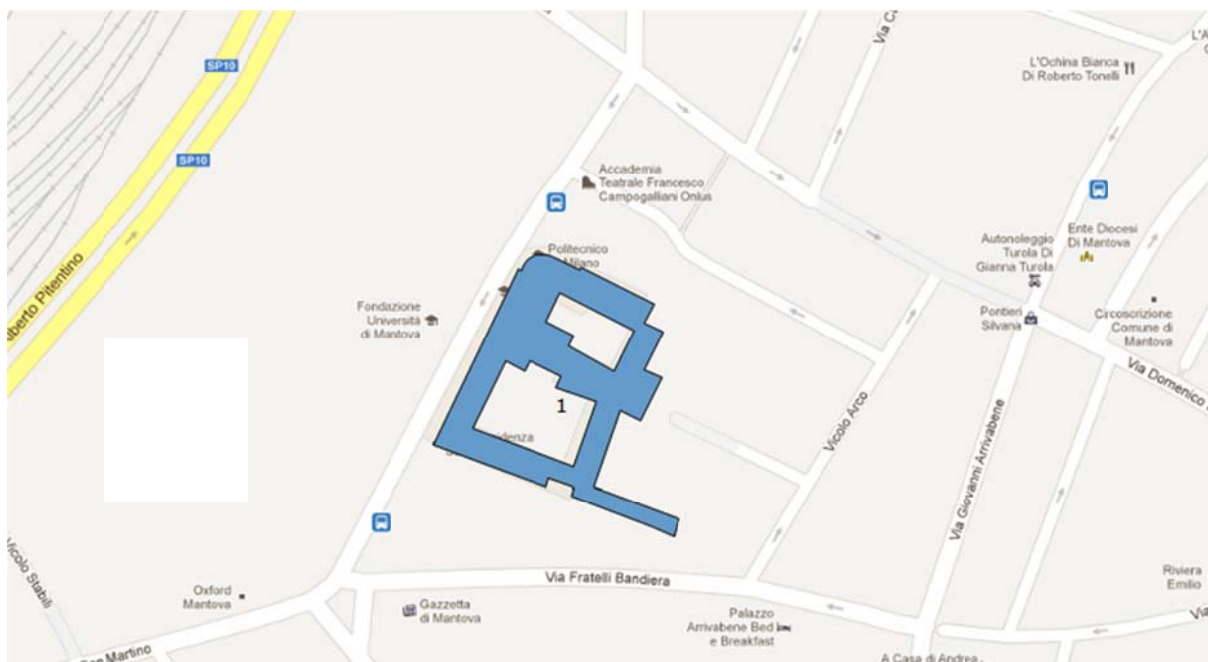 SP10
SP10
Via
L'Ochina Bianca
Di Roberto Tonelli
Accademia
Teatrale Francesco
Campogalliani Onlus
Politecnico
Milano
Fondazione
Università
di Mantova
Autonoleggio
Turola Di
Gianna Turola
Ente Diocesi
Di Mantova
Pontieri
Silvana
Circoscrizione
Comune di
Mantova
Via Domenico
Pitentino
1
Vicolo Arco
Via Giovanni Arrivabene
Vicolo Stabili
Via Fratelli Bandiera
Oxford
Mantova
Gazzetta
di Mantova
Palazzo
Arrivabene Bed
e Breakfast
Riviera
Emilio
Martino
A Casa di Andrea